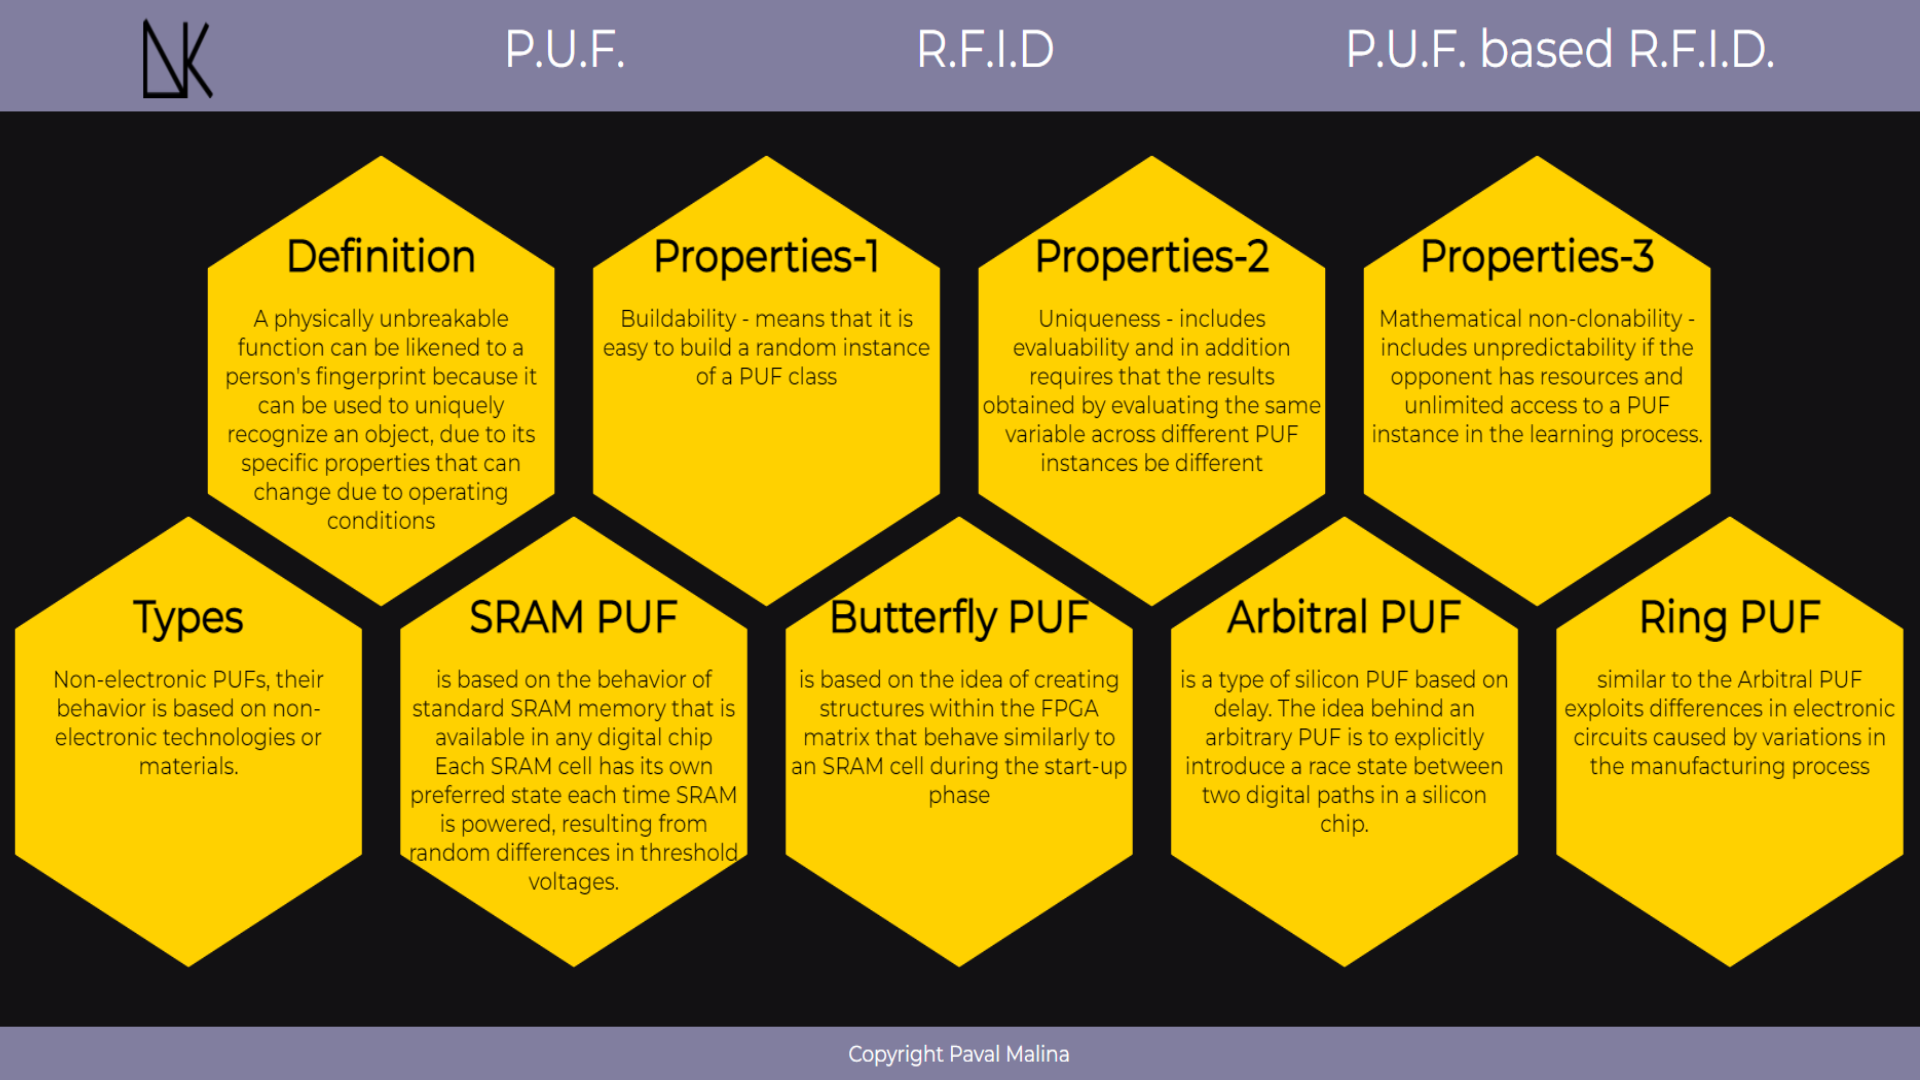 P.U.F.
R.F.I.D
P.U.F. based R.F.I.D.
Definition
A physically unbreakable
function can be likened to a
person's fingerprint because it
can be used to uniquely
recognize an object, due to its
specific properties that can
change due to operating
conditions
Properties-1
Buildability - means that it is
easy to build a random instance
of a PUF class
Properties-2
Uniqueness - includes
evaluability and in addition
requires that the results
obtained by evaluating the same
variable across different PUF
instances be different
Properties-3
Mathematical non-clonability -
includes unpredictability if the
opponent has resources and
unlimited access to a PUF
instance in the learning process.
Types
Non-electronic PUFs, their
behavior is based on non-
electronic technologies or
materials.
SRAM PUF
is based on the behavior of
standard SRAM memory that is
available in any digital chip
Each SRAM cell has its own
preferred state each time SRAM
is powered, resulting from
random differences in threshold
voltages.
Butterfly PUF
is based on the idea of creating
structures within the FPGA
matrix that behave similarly to
an SRAM cell during the start-up
phase
Arbitral PUF
is a type of silicon PUF based on
delay. The idea behind an
arbitrary PUF is to explicitly
introduce a race state between
two digital paths in a silicon
chip.
Ring PUF
similar to the Arbitral PUF
exploits differences in electronic
circuits caused by variations in
the manufacturing process
Copyright Paval Malina